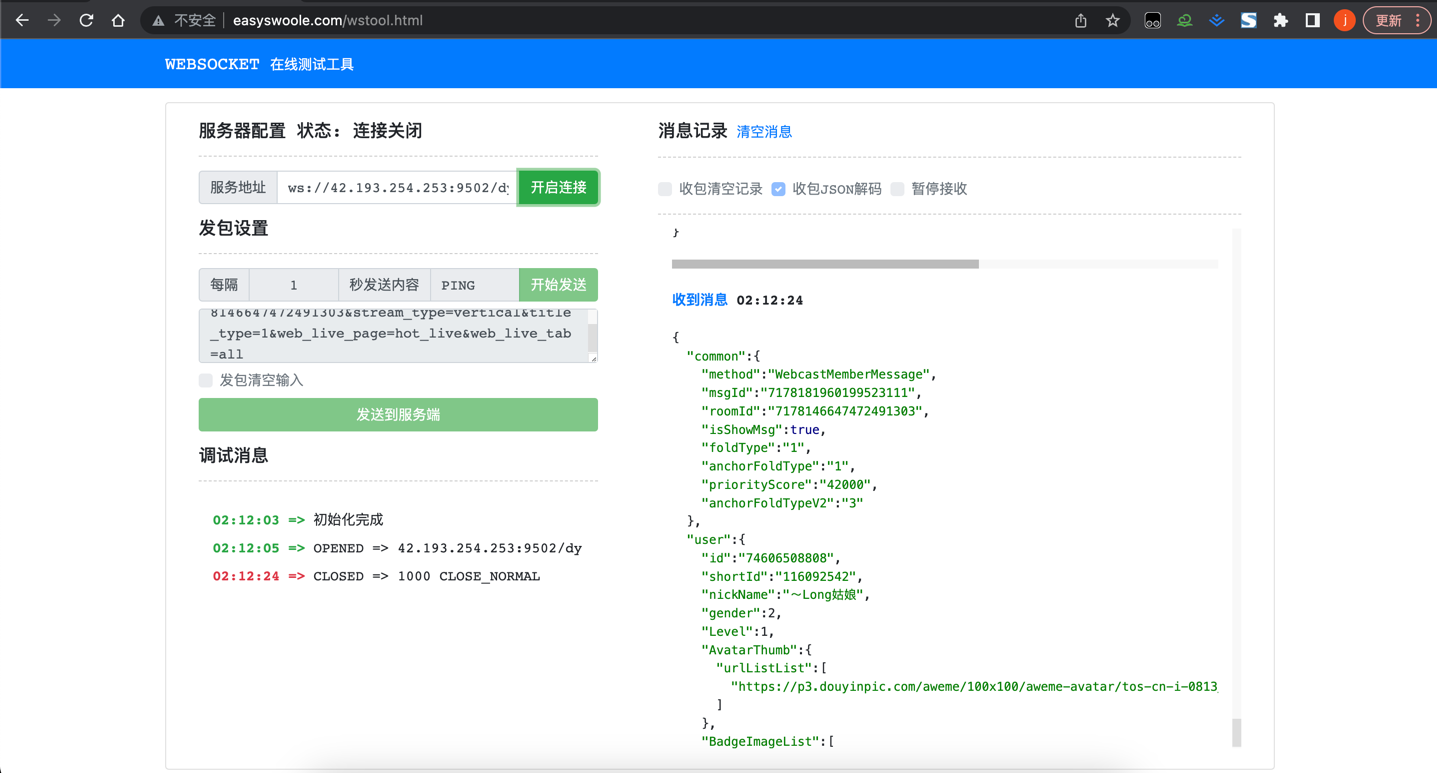 不安全 easyswoole.com/wstool.html
更新
j
WEBSOCKET 在线测试工具
服务器配置 状态: 连接关闭
服务地址 ws://42.193.254.253:9502/dy 开启连接
发包设置
每隔 1 秒发送内容 PING 开始发送
8146647472491303&stream_type=vertical&title
_type=1&web_live_page=hot_live&web_live_tab
=all
发包清空输入
发送到服务端
调试消息
02:12:03 => 初始化完成
02:12:05 => OPENED => 42.193.254.253:9502/dy
02:12:24 => CLOSED => 1000 CLOSE_NORMAL
消息记录 清空消息
收包清空记录 收包JSON解码 暂停接收
}
收到消息 02:12:24
{
"common":{
"method":"WebcastMemberMessage",
"msgId":"7178181960199523111",
"roomId":"7178146647472491303",
"isShowMsg":true,
"foldType":"1",
"anchorFoldType":"1",
"priorityScore":"42000",
"anchorFoldTypeV2":"3"
},
"user":{
"id":"74606508808",
"shortId":"116092542",
"nickName":"～Long姑娘",
"gender":2,
"Level":1,
"AvatarThumb":{
"urlListList":[
"https://p3.douyinpic.com/aweme/100x100/aweme-avatar/tos-cn-i-0813_
]
},
"BadgeImageList":[